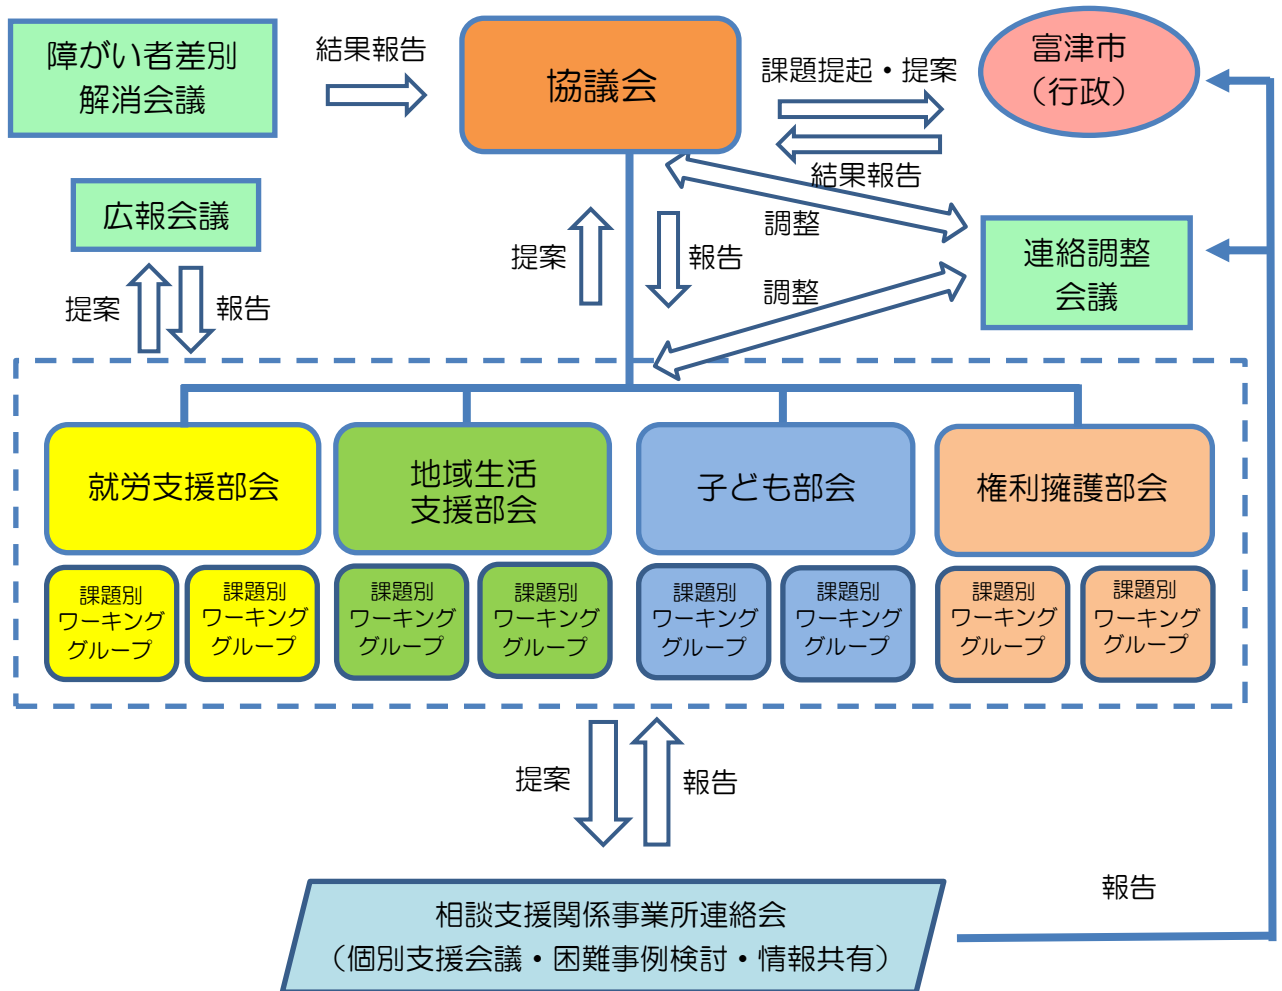 障がい者差別
解消会議
結果報告
協議会
課題提起・提案
富津市
（行政）
結果報告
広報会議
提案
報告
提案
報告
調整
調整
連絡調整
会議
就労支援部会
地域生活
支援部会
子ども部会
権利擁護部会
課題別
ワーキング
グループ
課題別
ワーキング
グループ
課題別
ワーキング
グループ
課題別
ワーキング
グループ
課題別
ワーキング
グループ
課題別
ワーキング
グループ
課題別
ワーキング
グループ
課題別
ワーキング
グループ
提案
報告
報告
相談支援関係事業所連絡会
（個別支援会議・困難事例検討・情報共有）